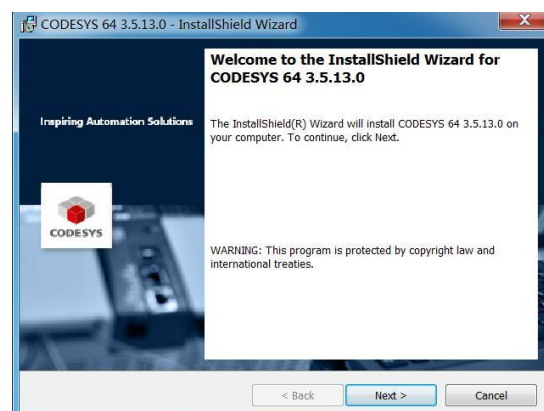 CODESYS 64 3.5.13.0 - InstallShield Wizard
Welcome to the InstallShield Wizard for
CODESYS 64 3.5.13.0
Inspiring Automation Solutions
The InstallShield(R) Wizard will install CODESYS 64 3.5.13.0 on
your computer. To continue, click Next.
CODESYS
WARNING: This program is protected by copyright law and
international treaties.
< Back
Next >
Cancel